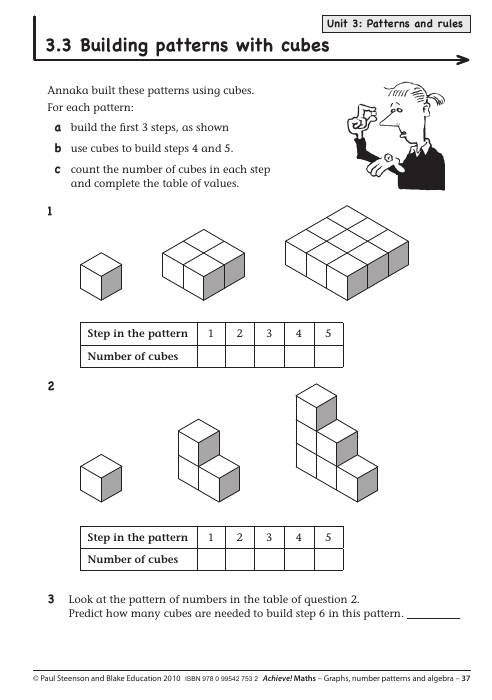 Unit 3: Patterns and rules
3.3 Building patterns with cubes
Annaka built these patterns using cubes.
For each pattern:
a build the first 3 steps, as shown
b use cubes to build steps 4 and 5.
c count the number of cubes in each step
and complete the table of values.
1
Step in the pattern 1 2 3 4 5
Number of cubes
2
Step in the pattern 1 2 3 4 5
Number of cubes
3 Look at the pattern of numbers in the table of question 2.
Predict how many cubes are needed to build step 6 in this pattern.
© Paul Steenson and Blake Education 2010 ISBN 978 0 99542 753 2 Achieve! Maths – Graphs, number patterns and algebra – 37